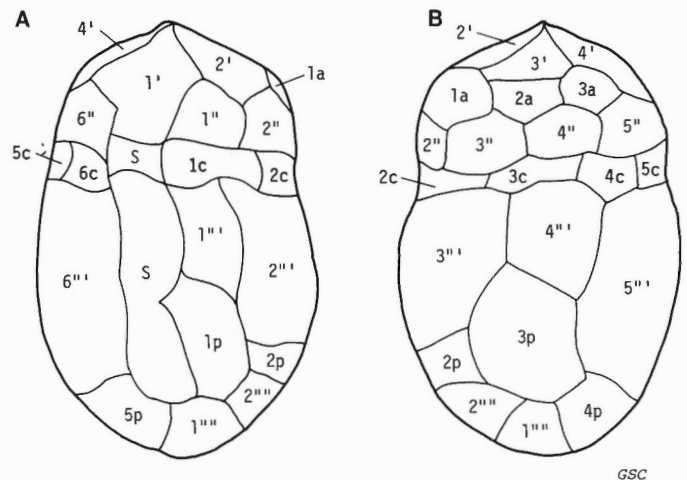 A
4'
2'
1a
1'
6"
1"
2"
5c
6c
S
1c
2c
6"'
S
1"'
2"'
1p
2p
5p
1""
2""
B
2'
3'
4'
1a
2a
3a
2"
3"
4"
5"
2c
3c
4c
5c
3"'
4"'
5"'
3p
2p
2""
1""
4p
GSC